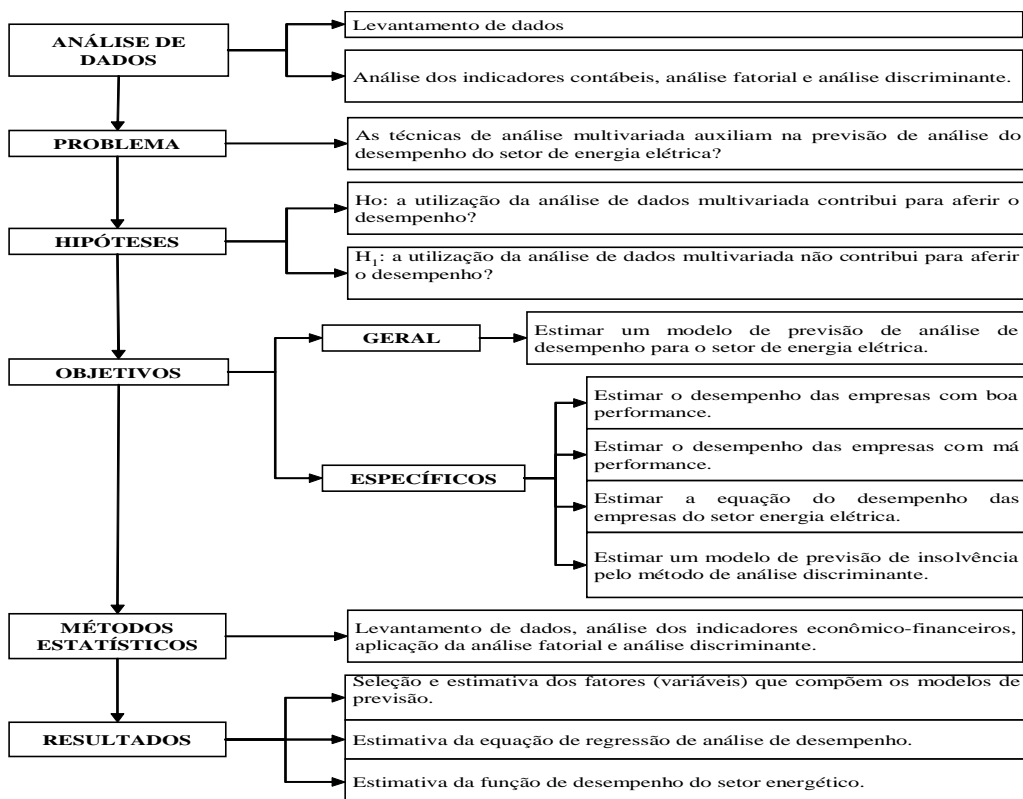 ANÁLISE DE
DADOS
Levantamento de dados
Análise dos indicadores contábeis, análise fatorial e análise discriminante.
PROBLEMA
As técnicas de análise multivariada auxiliam na previsão de análise do
desempenho do setor de energia elétrica?
HIPÓTESES
Ho: a utilização da análise de dados multivariada contribui para aferir o
desempenho?
H₁: a utilização da análise de dados multivariada não contribui para aferir
o desempenho?
OBJETIVOS
GERAL
Estimar um modelo de previsão de análise de
desempenho para o setor de energia elétrica.
ESPECÍFICOS
Estimar o desempenho das empresas com boa
performance.
Estimar o desempenho das empresas com má
performance.
Estimar a equação do desempenho das
empresas do setor energia elétrica.
Estimar um modelo de previsão de insolvência
pelo método de análise discriminante.
MÉTODOS
ESTATÍSTICOS
Levantamento de dados, análise dos indicadores econômico-financeiros,
aplicação da análise fatorial e análise discriminante.
RESULTADOS
Seleção e estimativa dos fatores (variáveis) que compõem os modelos de
previsão.
Estimativa da equação de regressão de análise de desempenho.
Estimativa da função de desempenho do setor energético.